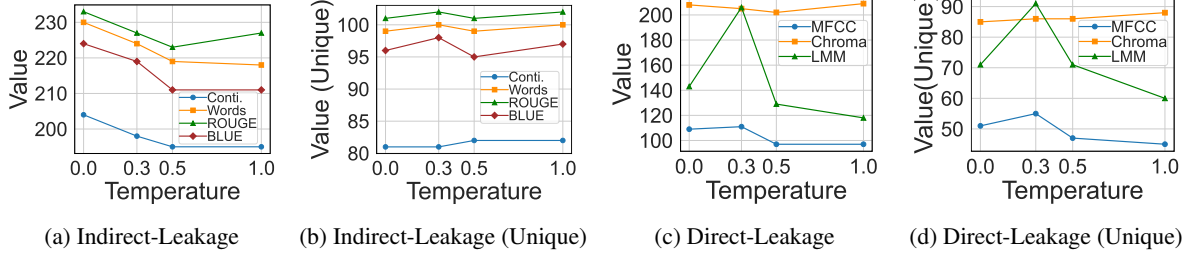 Value
230
220
210
200
Conti.
Words
ROUGE
BLUE
0.0 0.3 0.5 1.0
Temperature
(a) Indirect-Leakage
Value (Unique)
100
95
90
85
80
Conti.
Words
ROUGE
BLUE
0.0 0.3 0.5 1.0
Temperature
(b) Indirect-Leakage (Unique)
Value
200
180
160
140
120
100
MFCC
Chroma
LMM
0.0 0.3 0.5 1.0
Temperature
(c) Direct-Leakage
Value(Unique)
90
80
70
60
50
MFCC
Chroma
LMM
0.0 0.3 0.5 1.0
Temperature
(d) Direct-Leakage (Unique)